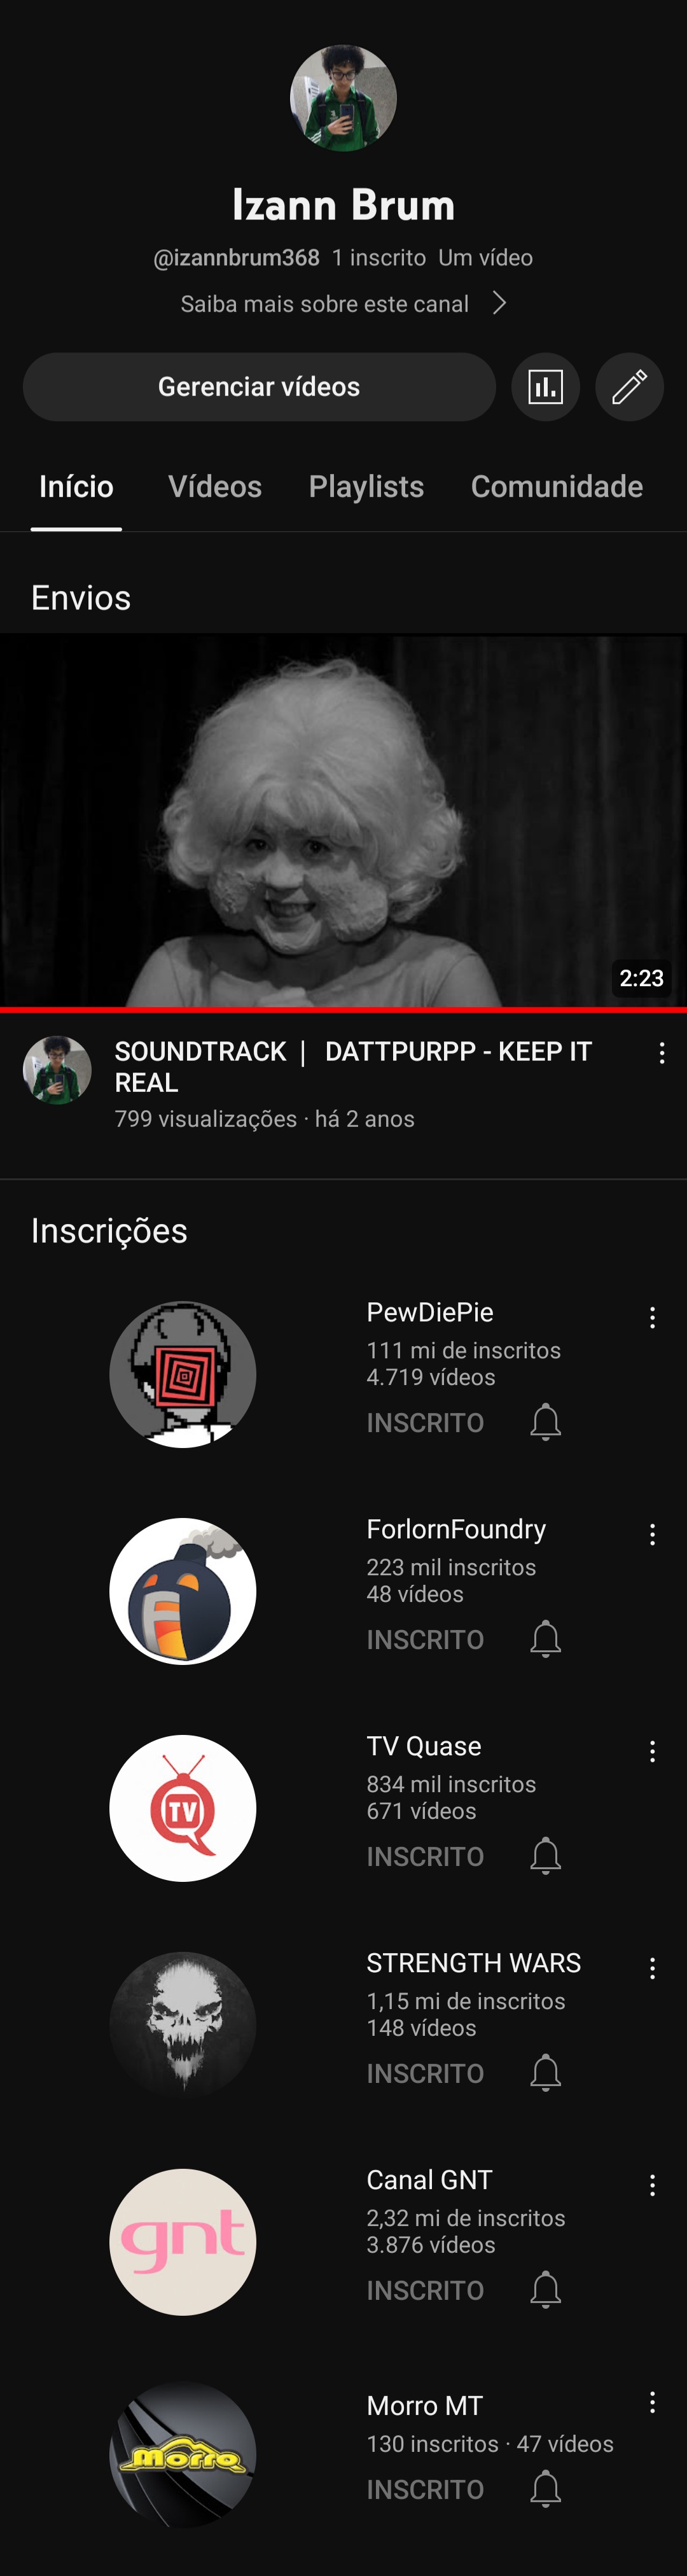 Izann Brum
@izannbrum368 1 inscrito Um vídeo
Saiba mais sobre este canal
Gerenciar vídeos
Início Vídeos Playlists Comunidade
Envios
2:23
SOUNDTRACK | DATTPURPP - KEEP IT
REAL
799 visualizações · há 2 anos
Inscrições
PewDiePie
111 mi de inscritos
4.719 vídeos
INSCRITO
ForlornFoundry
223 mil inscritos
48 vídeos
INSCRITO
TV
TV Quase
834 mil inscritos
671 vídeos
INSCRITO
STRENGTH WARS
1,15 mi de inscritos
148 vídeos
INSCRITO
gnt
Canal GNT
2,32 mi de inscritos
3.876 vídeos
INSCRITO
Morro
Morro MT
130 inscritos · 47 vídeos
INSCRITO